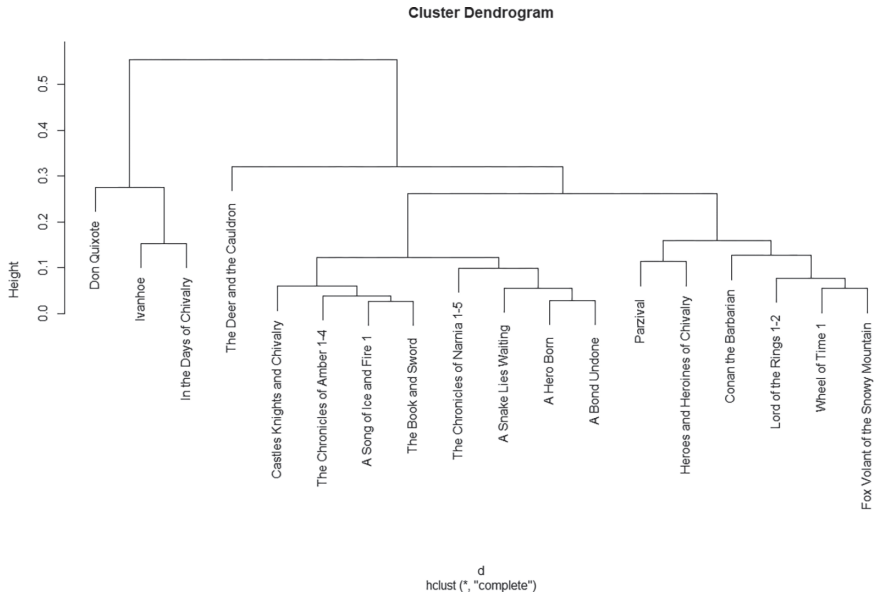 Cluster Dendrogram
Height
0.0
0.1
0.2
0.3
0.4
0.5
Don Quixote
Ivanhoe
In the Days of Chivalry
The Deer and the Cauldron
Castles Knights and Chivalry
The Chronicles of Amber 1-4
A Song of Ice and Fire 1
The Book and Sword
The Chronicles of Narnia 1-5
A Snake Lies Waiting
A Hero Born
A Bond Undone
Parzival
Heroes and Heroines of Chivalry
Conan the Barbarian
Lord of the Rings 1-2
Wheel of Time 1
Fox Volant of the Snowy Mountain
d
hclust (*, "complete")